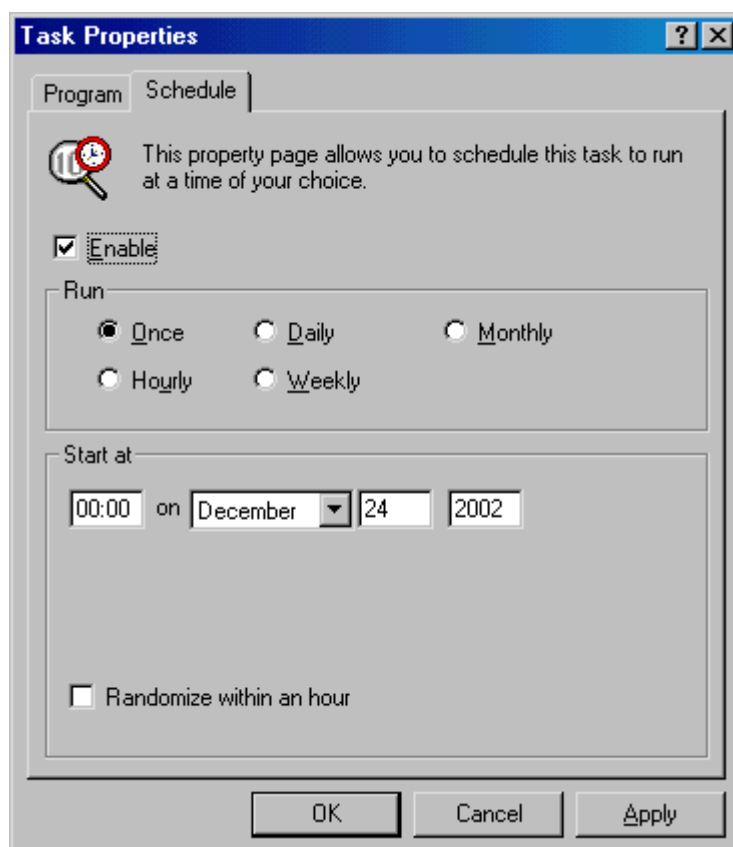 Task Properties
Program Schedule
This property page allows you to schedule this task to run
at a time of your choice.
Enable
Run
Once Daily Monthly
Hourly Weekly
Start at
00:00 on December 24 2002
Randomize within an hour
OK Cancel Apply